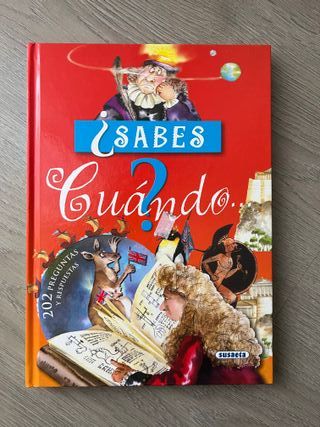 ¿SABES
Cuándo...
?
202 PREGUNTAS
Y RESPUESTAS
susaeta